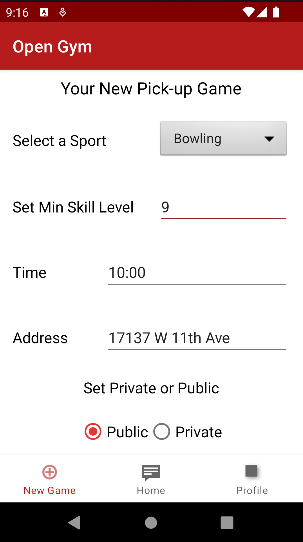 9:16
Open Gym
Your New Pick-up Game
Select a Sport Bowling
Set Min Skill Level 9
Time 10:00
Address 17137 W 11th Ave
Set Private or Public
Public Private
New Game Home Profile